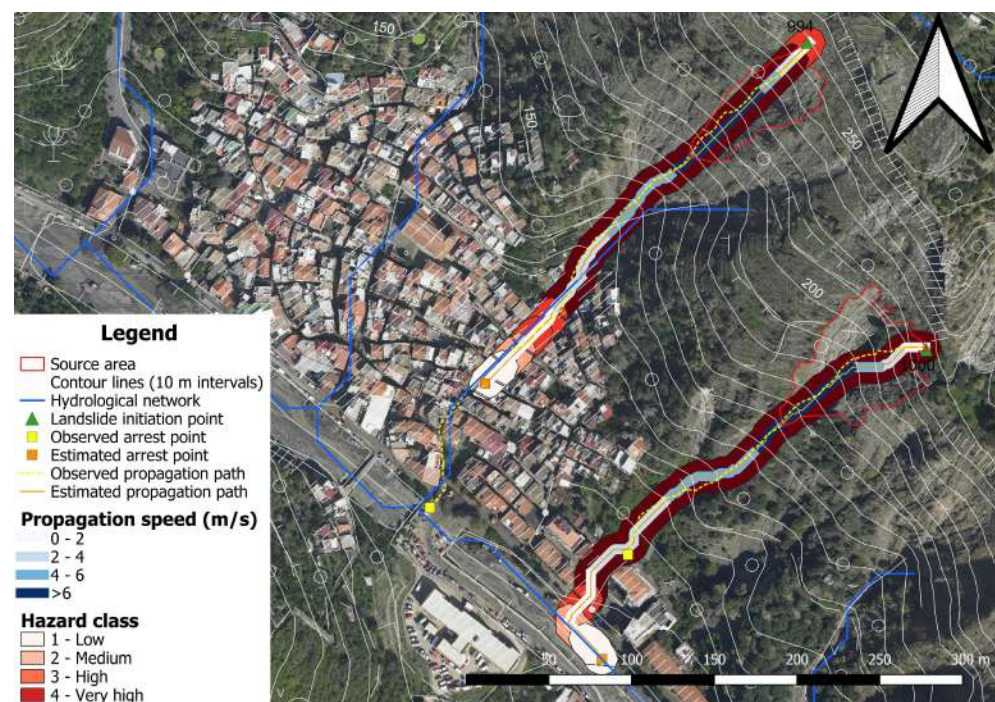 994
150
150
250
200
1000
Legend
Source area
Contour lines (10 m intervals)
Hydrological network
Landslide initiation point
Observed arrest point
Estimated arrest point
Observed propagation path
Estimated propagation path
Propagation speed (m/s)
0 - 2
2 - 4
4 - 6
>6
Hazard class
1 - Low
2 - Medium
3 - High
4 - Very high
0 50 100 150 200 250 300 m